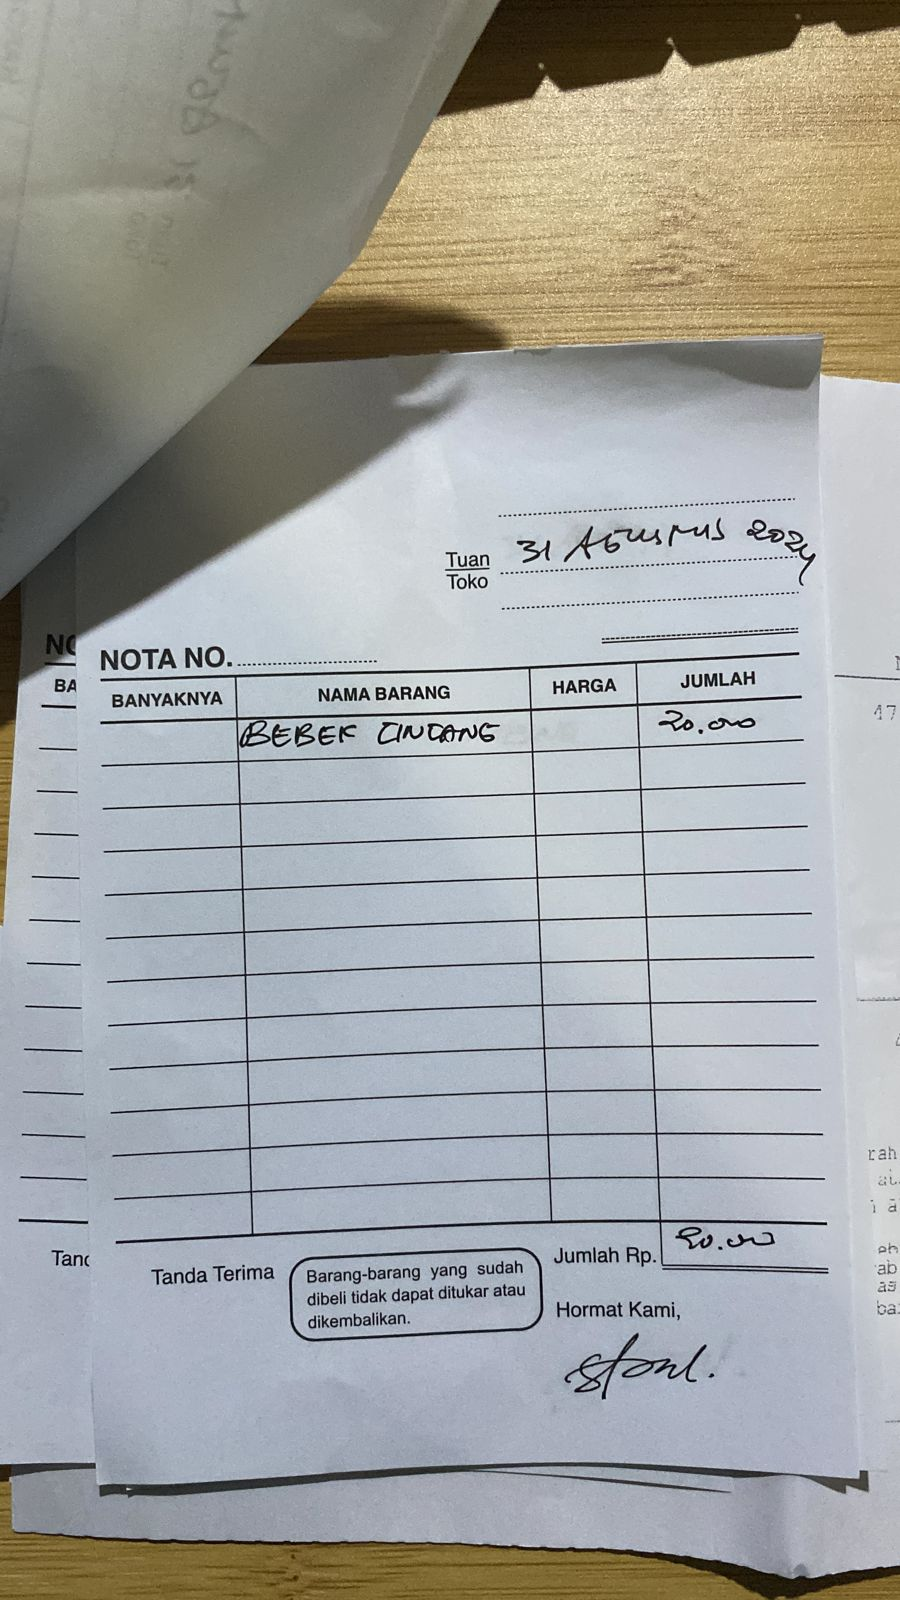 31 AGUSTUS 2024
Tuan
Toko
NOTA NO.
BANYAKNYA NAMA BARANG HARGA JUMLAH
BEBEK CINCANG 20.000
Jumlah Rp. 20.000
Tanda Terima
Barang-barang yang sudah
dibeli tidak dapat ditukar atau
dikembalikan.
Hormat Kami,